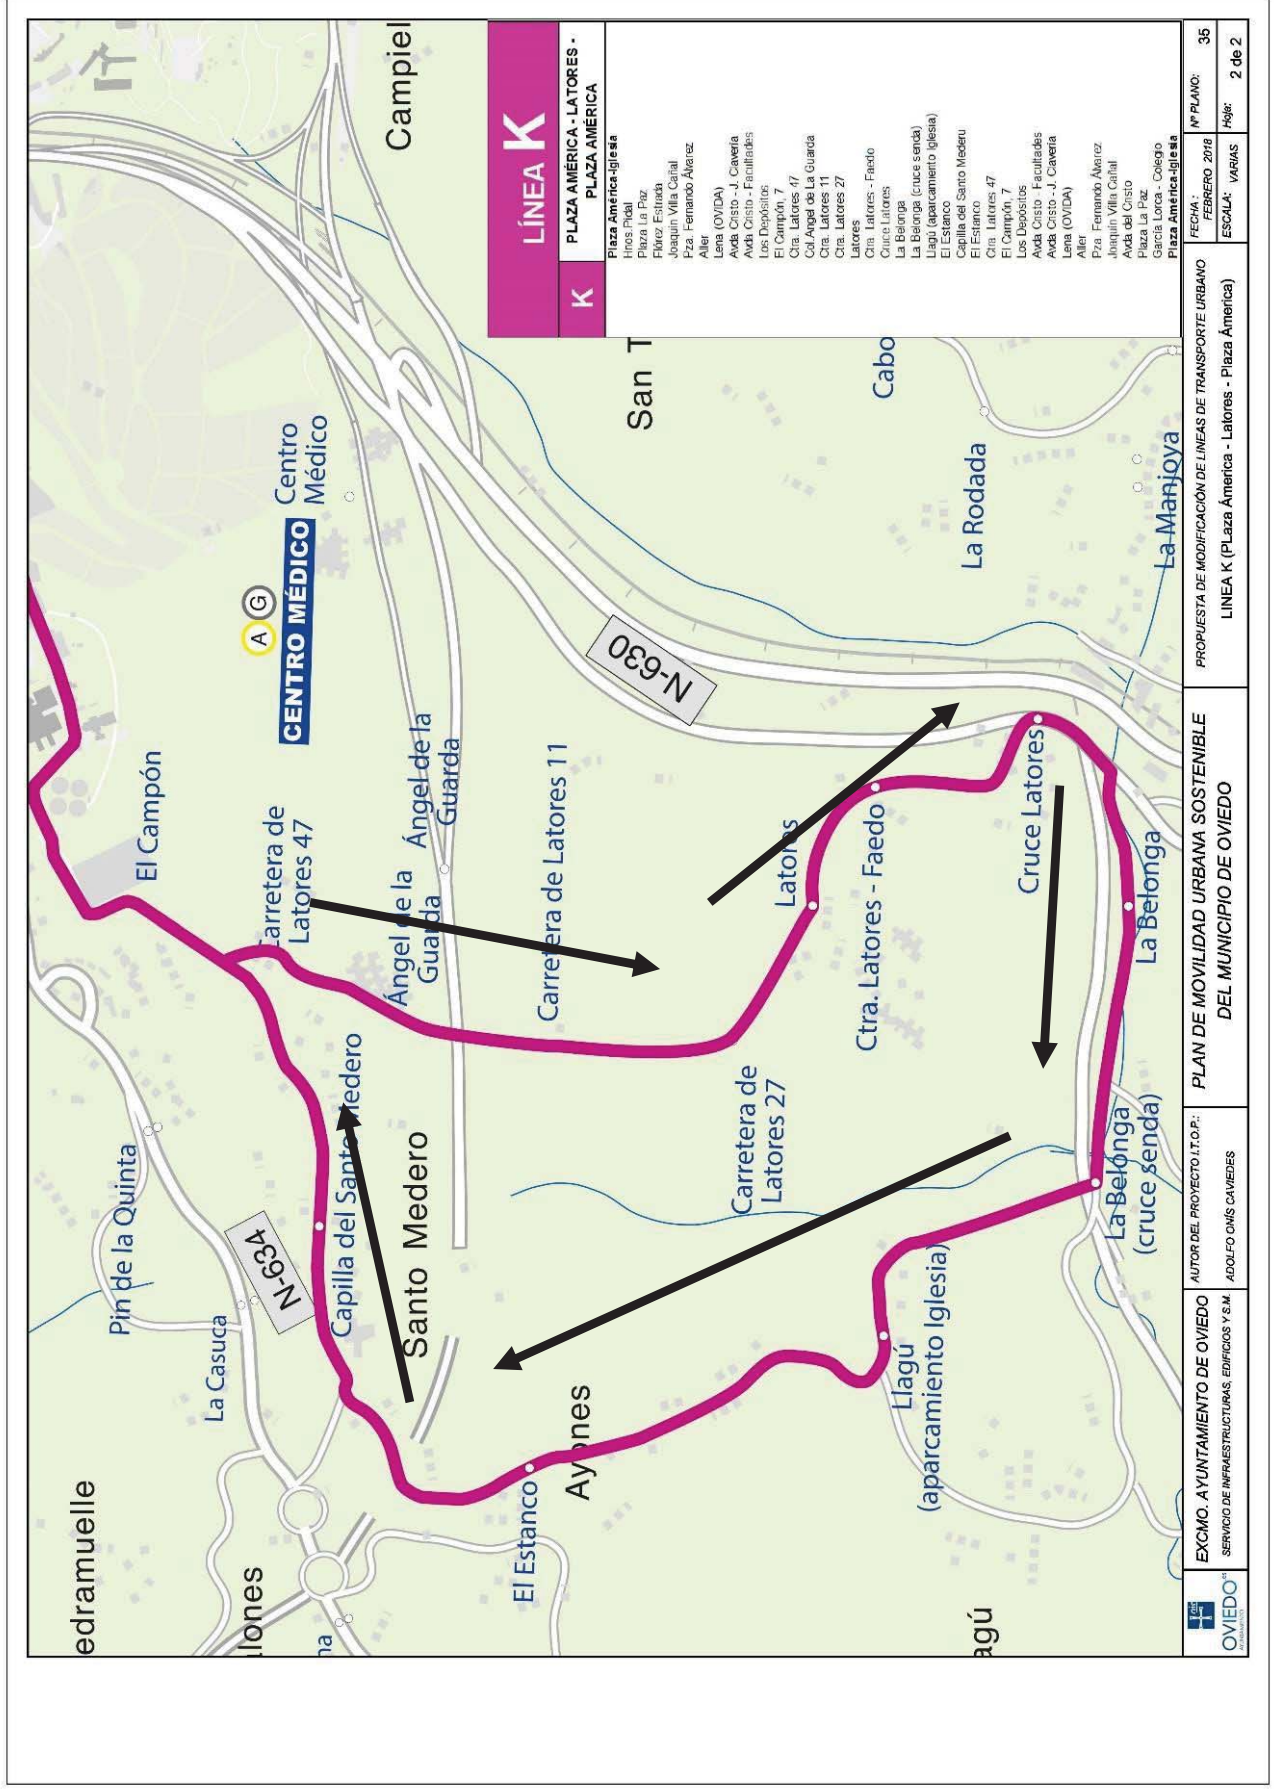 Campiel
LÍNEA K
K
PLAZA AMÉRICA - LATORES -
PLAZA AMÉRICA
Plaza América-Iglesia
Hnos. Pidal
Plaza La Paz
Flórez Estrada
Joaquín Villa Cañal
Pza. Fernando Álvarez
Aller
Lena (OVIDA)
Avda Cristo - J. Clavería
Avda Cristo - Facultades
Los Depósitos
El Campón, 7
Ctra. Latores 47
Col. Angel de La Guarda
Ctra. Latores 11
Ctra. Latores 27
Latores
Ctra. Latores - Faedo
Cruce Latores
La Belonga
La Belonga (cruce senda)
Llagú (aparcamiento Iglesia)
El Estanco
Capilla del Santo Mederu
El Estanco
Ctra. Latores 47
El Campón, 7
Los Depósitos
Avda Cristo - Facultades
Avda Cristo - J. Clavería
Lena (OVIDA)
Aller
Pza. Fernando Álvarez
Joaquín Villa Cañal
Avda del Cristo
Plaza La Paz
García Lorca - Colegio
Plaza América-Iglesia
Centro
Médico
CENTRO MÉDICO
A
G
San T
Cabo
La Rodada
La Manjoya
N-630
El Campón
Carretera de
Latores 47
Ángel de la
Guarda
Ángel de la
Guarda
Carretera de Latores 11
Latores
Ctra. Latores - Faedo
Cruce Latores
La Belonga
Pin de la Quinta
La Casuca
N-634
Capilla del Santo Medero
Santo Medero
Carretera de
Latores 27
La Belonga
(cruce senda)
Llagú
(aparcamiento Iglesia)
Ayones
El Estanco
edramuelle
lones
na
agú
OVIEDO.es
AYUNTAMIENTO
EXCMO. AYUNTAMIENTO DE OVIEDO
SERVICIO DE INFRAESTRUCTURAS, EDIFICIOS Y S.M.
AUTOR DEL PROYECTO I.T.O.P.:
ADOLFO ONÍS CAVIEDES
PLAN DE MOVILIDAD URBANA SOSTENIBLE
DEL MUNICIPIO DE OVIEDO
PROPUESTA DE MODIFICACIÓN DE LINEAS DE TRANSPORTE URBANO
LINEA K (PLaza Ámerica - Latores - Plaza Ámerica)
FECHA:
FEBRERO 2018
ESCALA: VARIAS
Nº PLANO:
35
Hoja:
2 de 2